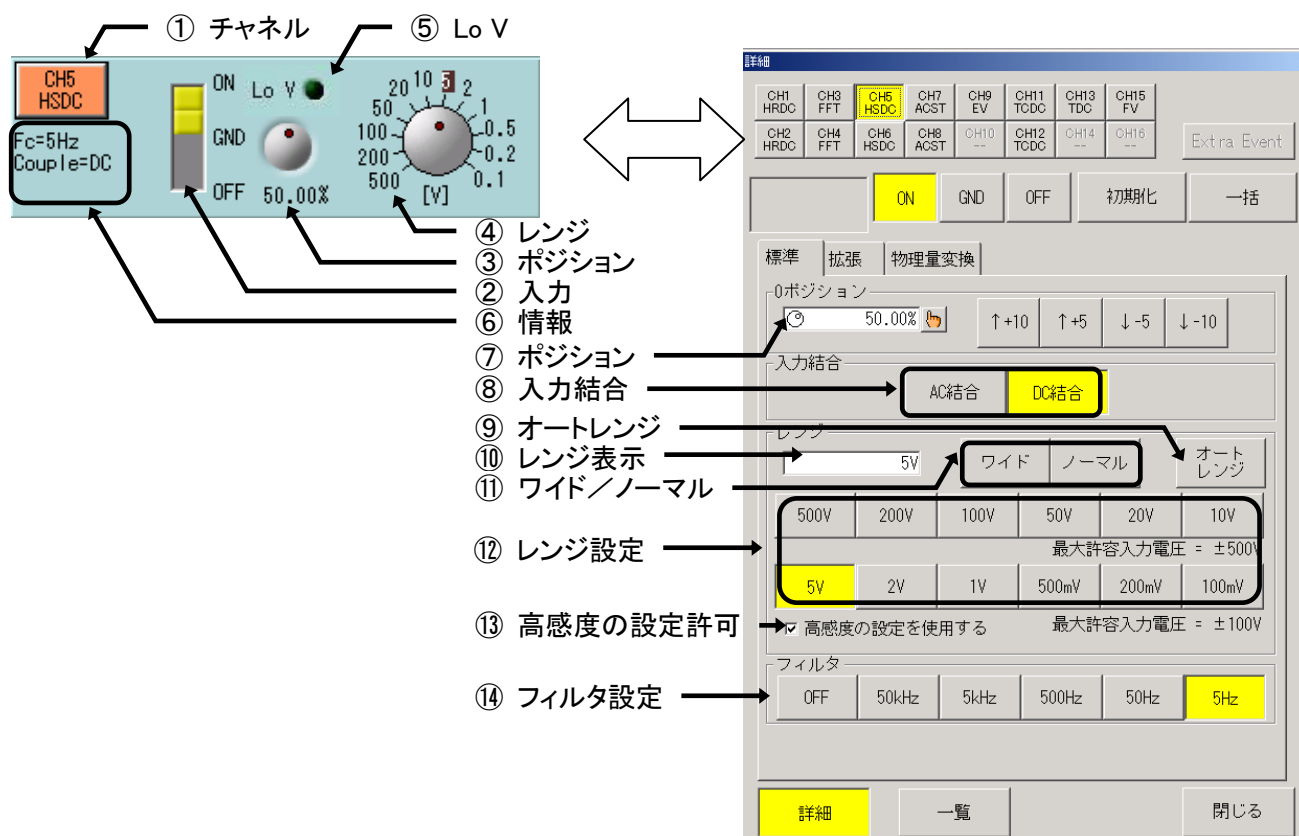 ① チャネル
⑤ Lo V
CH5
HSDC
Fc=5Hz
Couple=DC
ON
GND
OFF
Lo V
50.00%
500
200
100
50
20
10
5
2
1
0.5
0.2
0.1
[V]
④ レンジ
③ ポジション
② 入力
⑥ 情報
⑦ ポジション
⑧ 入力結合
⑨ オートレンジ
⑩ レンジ表示
⑪ ワイド/ノーマル
⑫ レンジ設定
⑬ 高感度の設定許可
⑭ フィルタ設定
詳細
CH1 CH3 CH5 CH7 CH9 CH11 CH13 CH15
HRDC FFT HSDC ACST EV TCDC TDC FV
CH2 CH4 CH6 CH8 CH10 CH12 CH14 CH16
HRDC FFT HSDC ACST -- TCDC -- --
Extra Event
ON GND OFF 初期化 一括
標準 拡張 物理量変換
0ポジション
50.00% ↑+10 ↑+5 ↓-5 ↓-10
入力結合
AC結合 DC結合
レンジ
5V ワイド ノーマル オート
レンジ
500V 200V 100V 50V 20V 10V
最大許容入力電圧 = ±500V
5V 2V 1V 500mV 200mV 100mV
高感度の設定を使用する 最大許容入力電圧 = ±100V
フィルタ
OFF 50kHz 5kHz 500Hz 50Hz 5Hz
詳細 一覧 閉じる